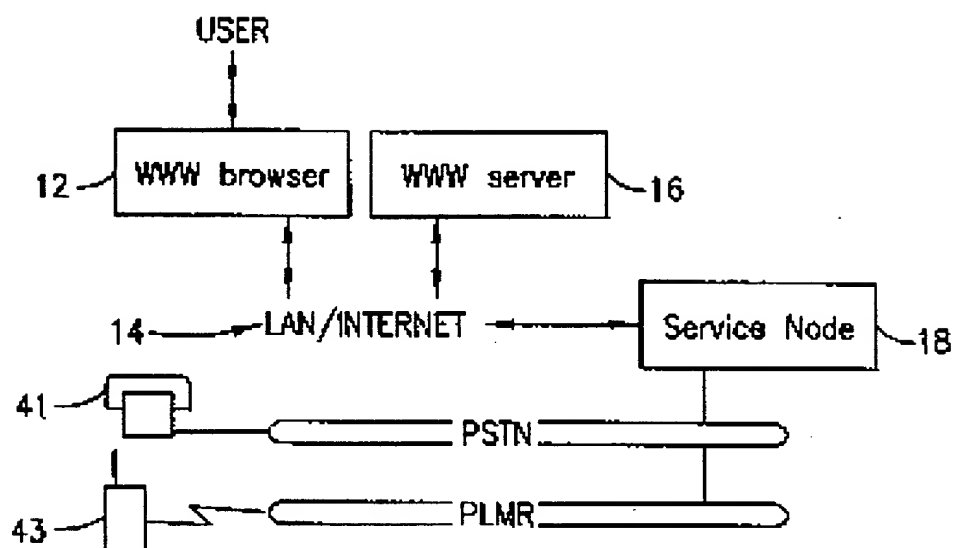 USER
12 WWW browser WWW server 16
14 LAN/INTERNET Service Node 18
41 PSTN
43 PLMR